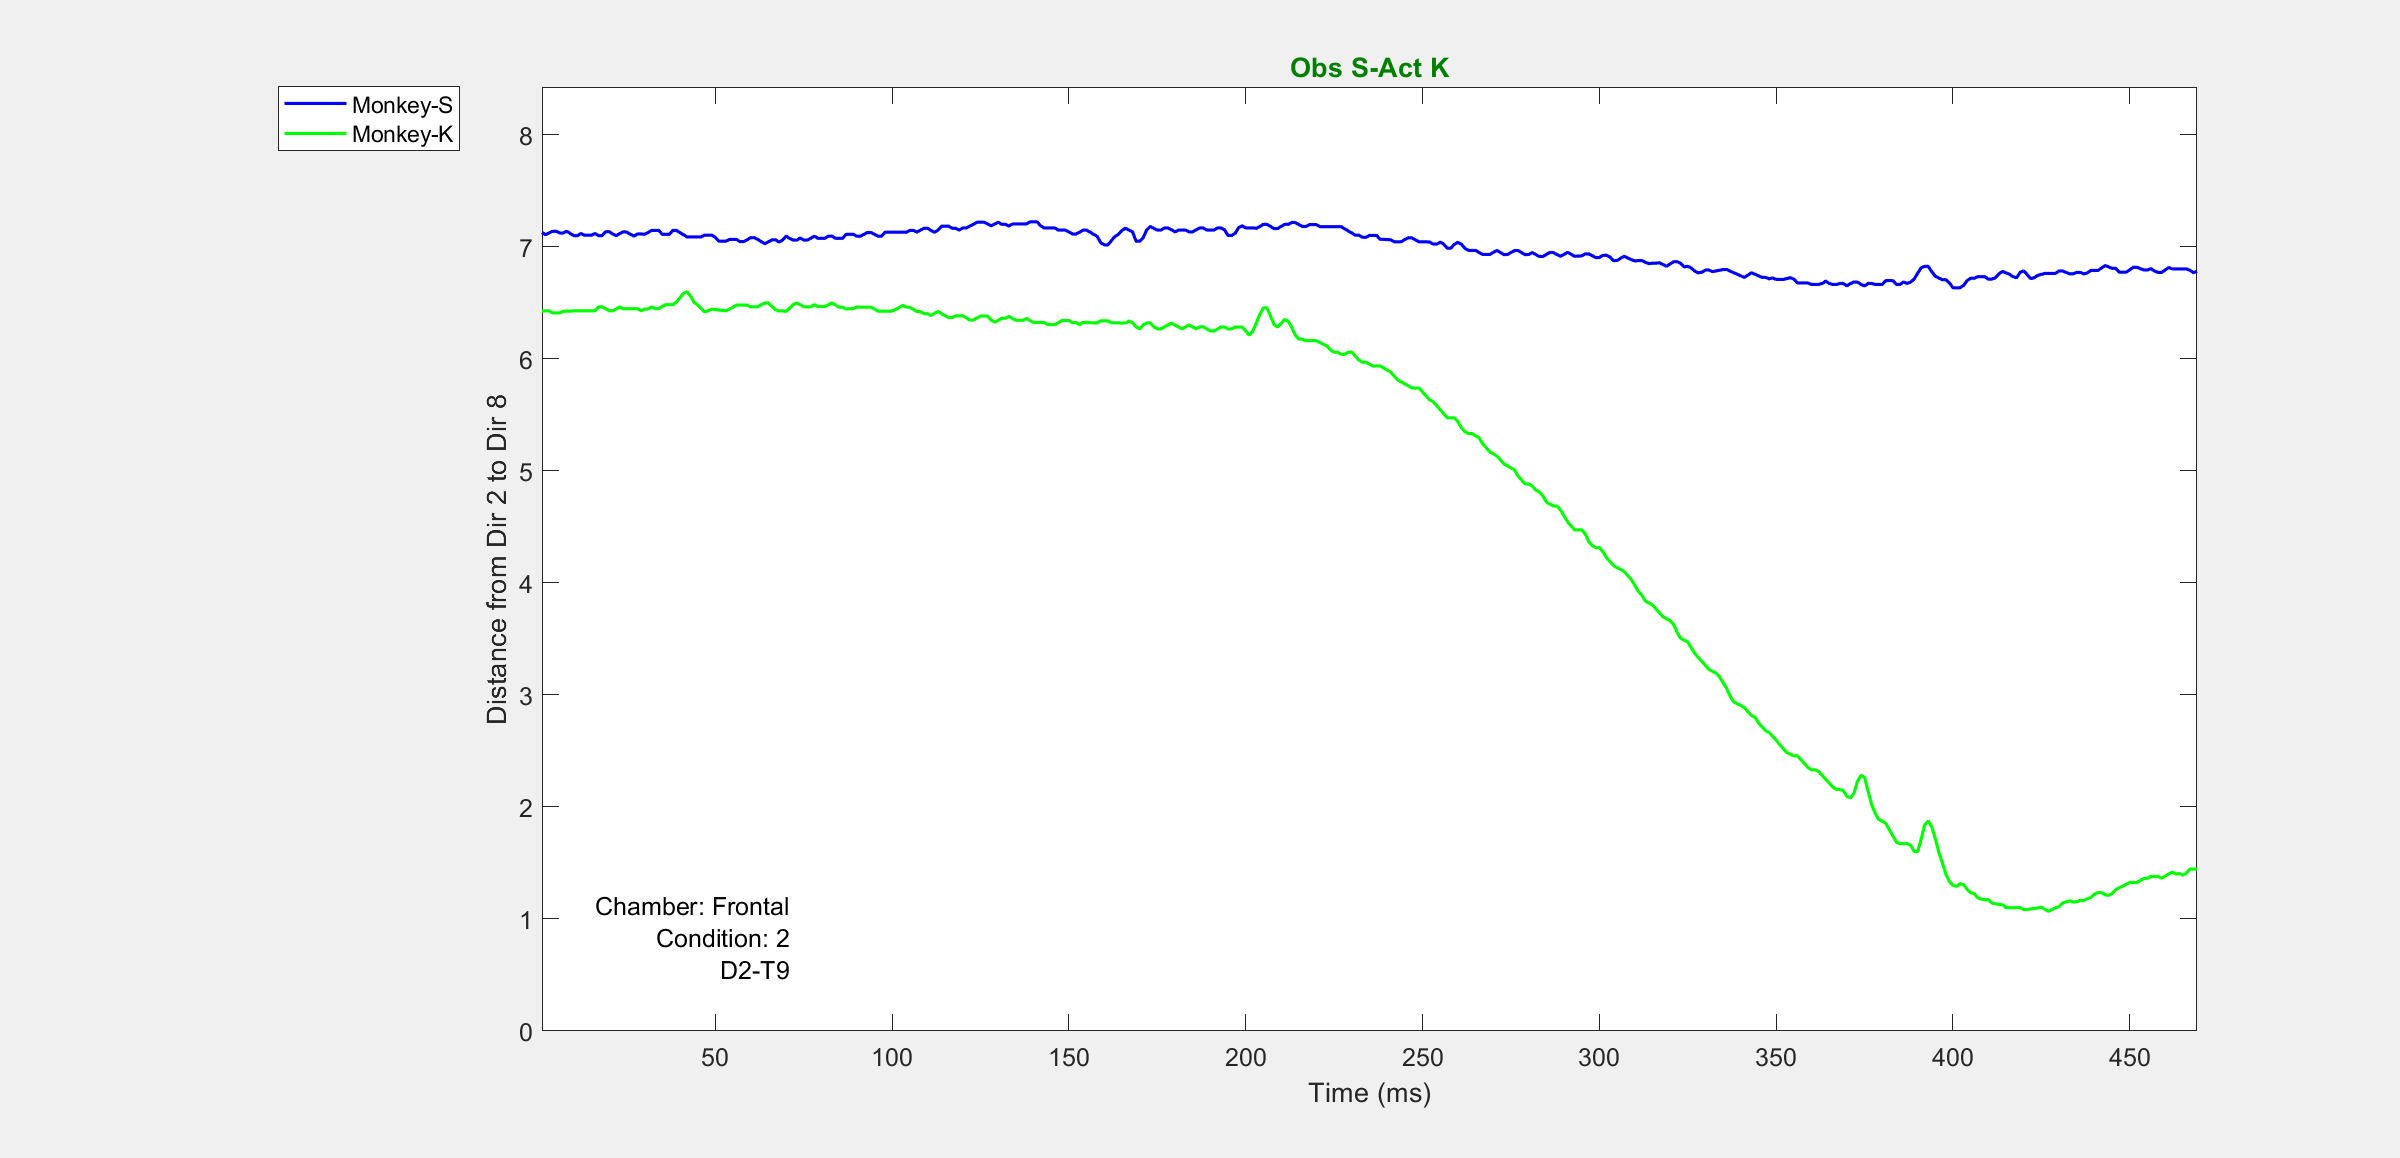 Obs S-Act K
Monkey-S
Monkey-K
8
7
6
5
4
3
2
1
0
Distance from Dir 2 to Dir 8
Chamber: Frontal
Condition: 2
D2-T9
50 100 150 200 250 300 350 400 450
Time (ms)